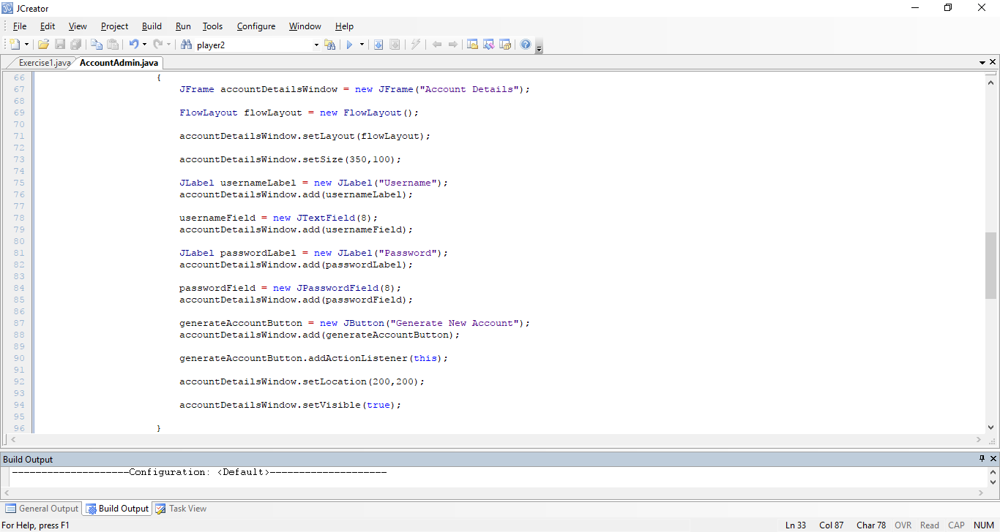 JCreator
File Edit View Project Build Run Tools Configure Window Help
player2
Exercise1.java AccountAdmin.java
66 {
67 JFrame accountDetailsWindow = new JFrame("Account Details");
68
69 FlowLayout flowLayout = new FlowLayout();
70
71 accountDetailsWindow.setLayout(flowLayout);
72
73 accountDetailsWindow.setSize(350,100);
74
75 JLabel usernameLabel = new JLabel("Username");
76 accountDetailsWindow.add(usernameLabel);
77
78 usernameField = new JTextField(8);
79 accountDetailsWindow.add(usernameField);
80
81 JLabel passwordLabel = new JLabel("Password");
82 accountDetailsWindow.add(passwordLabel);
83
84 passwordField = new JPasswordField(8);
85 accountDetailsWindow.add(passwordField);
86
87 generateAccountButton = new JButton("Generate New Account");
88 accountDetailsWindow.add(generateAccountButton);
89
90 generateAccountButton.addActionListener(this);
91
92 accountDetailsWindow.setLocation(200,200);
93
94 accountDetailsWindow.setVisible(true);
95
96 }
Build Output
--------------------Configuration: <Default>--------------------
General Output Build Output Task View
For Help, press F1 Ln 33 Col 87 Char 78 OVR Read CAP NUM